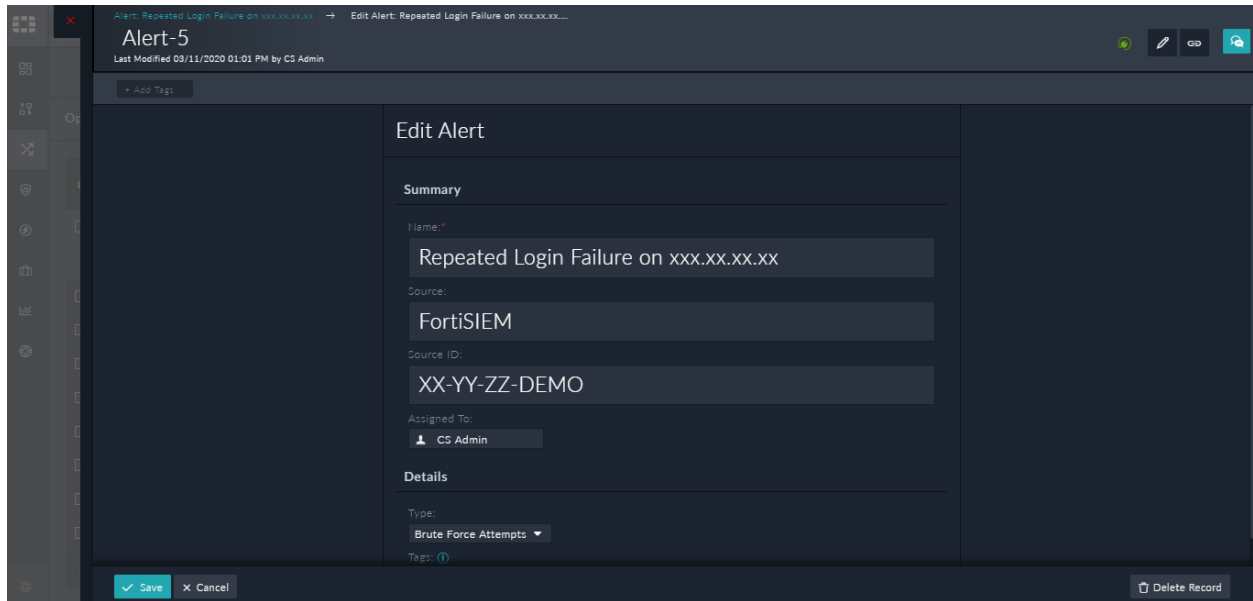 Alert: Repeated Login Failure on xxx.xx.xx.xx → Edit Alert: Repeated Login Failure on xxx.xx.xx....
Alert-5
Last Modified 03/11/2020 01:01 PM by CS Admin
+ Add Tags
Edit Alert
Summary
Name:*
Repeated Login Failure on xxx.xx.xx.xx
Source:
FortiSIEM
Source ID:
XX-YY-ZZ-DEMO
Assigned To:
CS Admin
Details
Type:
Brute Force Attempts
Tags:
Save
Cancel
Delete Record